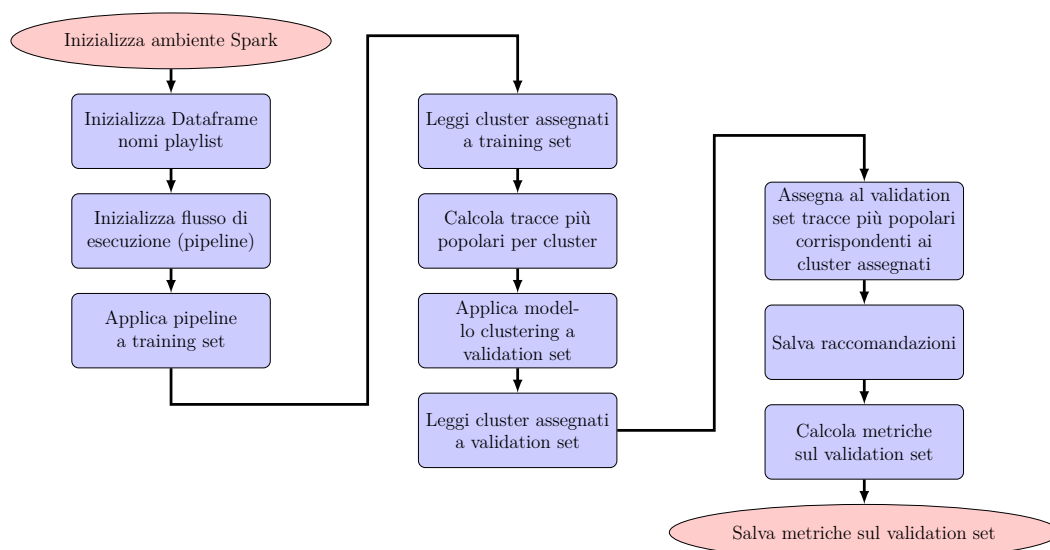 Inizializza ambiente Spark
Inizializza Dataframe
nomi playlist
Inizializza flusso di
esecuzione (pipeline)
Applica pipeline
a training set
Leggi cluster assegnati
a training set
Calcola tracce più
popolari per cluster
Applica model-
lo clustering a
validation set
Leggi cluster assegnati
a validation set
Assegna al validation
set tracce più popolari
corrispondenti ai
cluster assegnati
Salva raccomandazioni
Calcola metriche
sul validation set
Salva metriche sul validation set